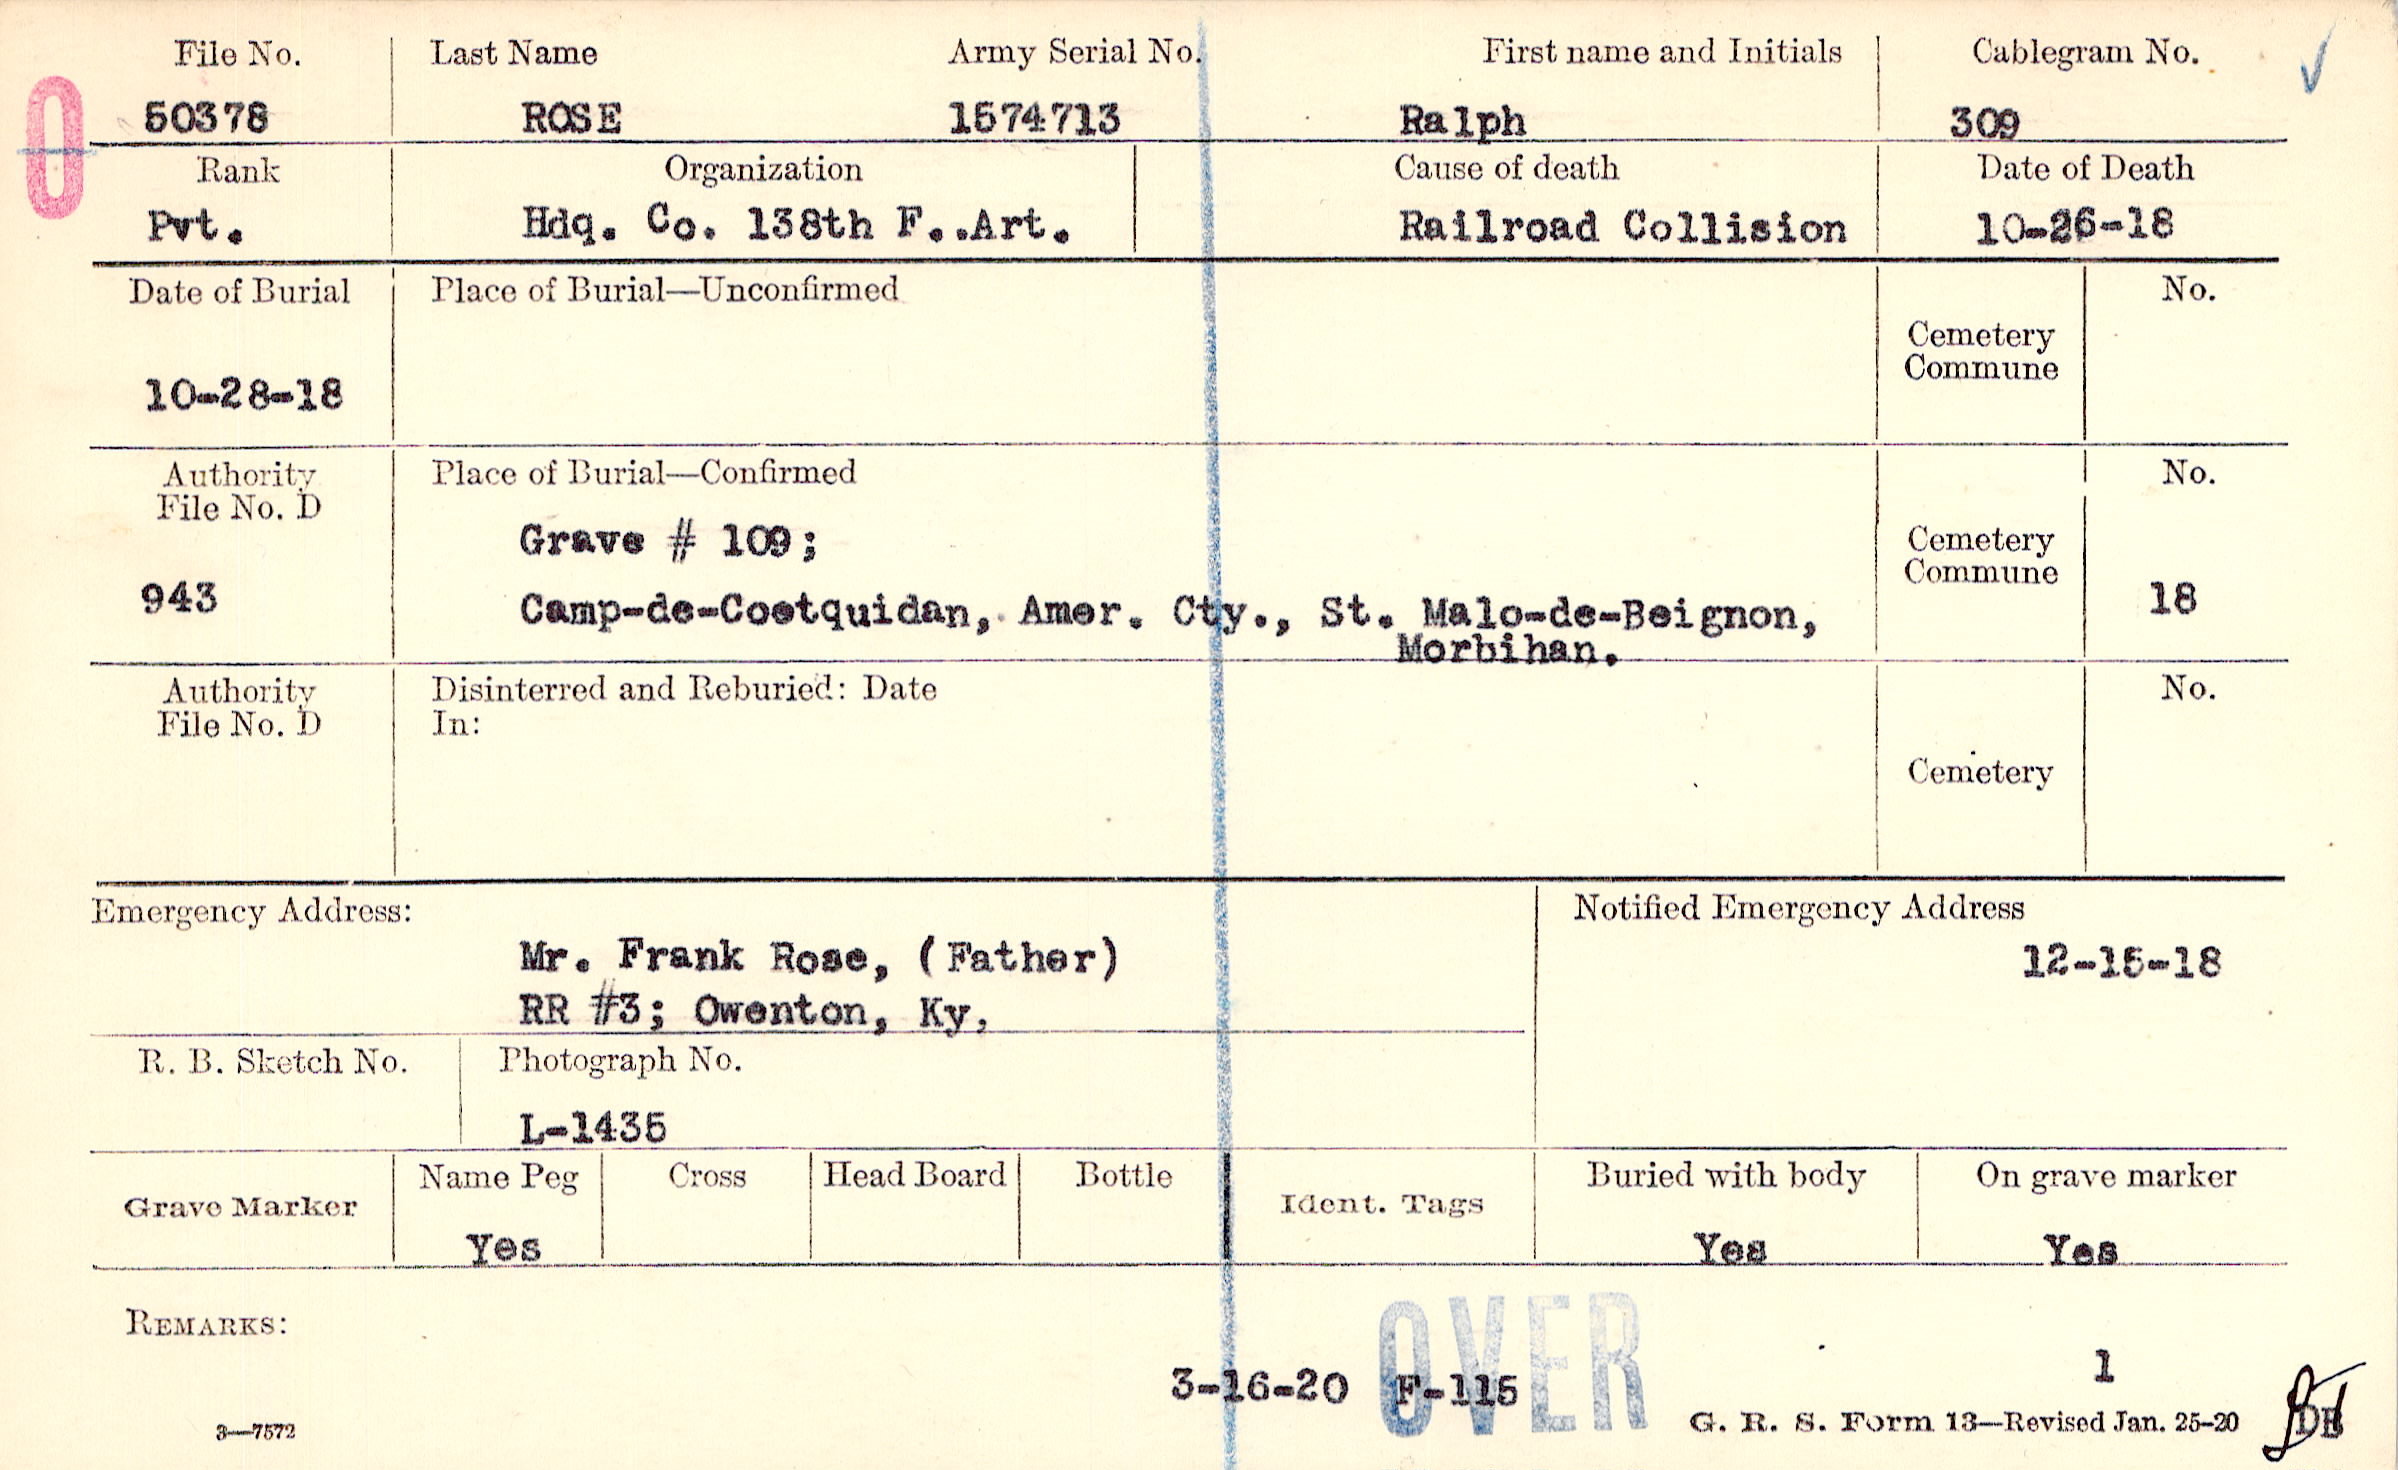 File No. Last Name Army Serial No. First name and Initials Cablegram No.
0 50378 ROSE 1574713 Ralph 309
Rank Organization Cause of death Date of Death
Pvt. Hdq. Co. 138th F..Art. Railroad Collision 10-26-18
Date of Burial Place of Burial—Unconfirmed No.
Cemetery
Commune
10-28-18
Authority Place of Burial—Confirmed No.
File No. D
Grave # 109; Cemetery
Commune
943 Camp-de-Coetquidan, Amer. Cty., St. Malo-de-Beignon, 18
Morbihan.
Authority Disinterred and Reburied: Date No.
File No. D In:
Cemetery
Emergency Address: Notified Emergency Address
Mr. Frank Rose, (Father) 12-15-18
RR #3; Owenton, Ky,
R. B. Sketch No. Photograph No.
L-1435
Grave Marker Name Peg Cross Head Board Bottle Ident. Tags Buried with body On grave marker
Yes Yes Yes
REMARKS:
OVER
1
3-16-20 F-115
3—7572 G. R. S. Form 13—Revised Jan. 25-20